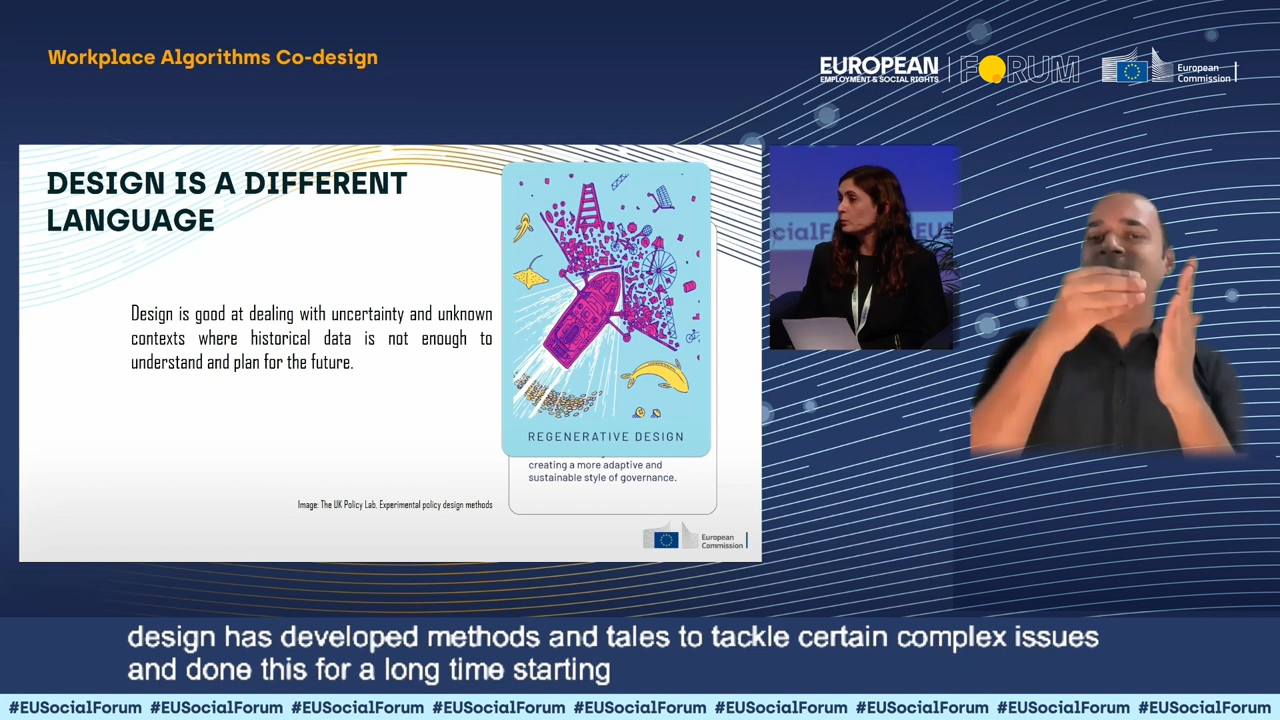 Workplace Algorithms Co-design
EUROPEAN
EMPLOYMENT & SOCIAL RIGHTS
FORUM
European
Commission
DESIGN IS A DIFFERENT
LANGUAGE
Design is good at dealing with uncertainty and unknown
contexts where historical data is not enough to
understand and plan for the future.
Image: The UK Policy Lab. Experimental policy design methods
REGENERATIVE DESIGN
creating a more adaptive and
sustainable style of governance.
European
Commission
cialFo
EUS
design has developed methods and tales to tackle certain complex issues
and done this for a long time starting
#EUSocialForum #EUSocialForum #EUSocialForum #EUSocialForum #EUSocialForum #EUSocialForum #EUSocialForum #EUSocialForum #EUSocialForum